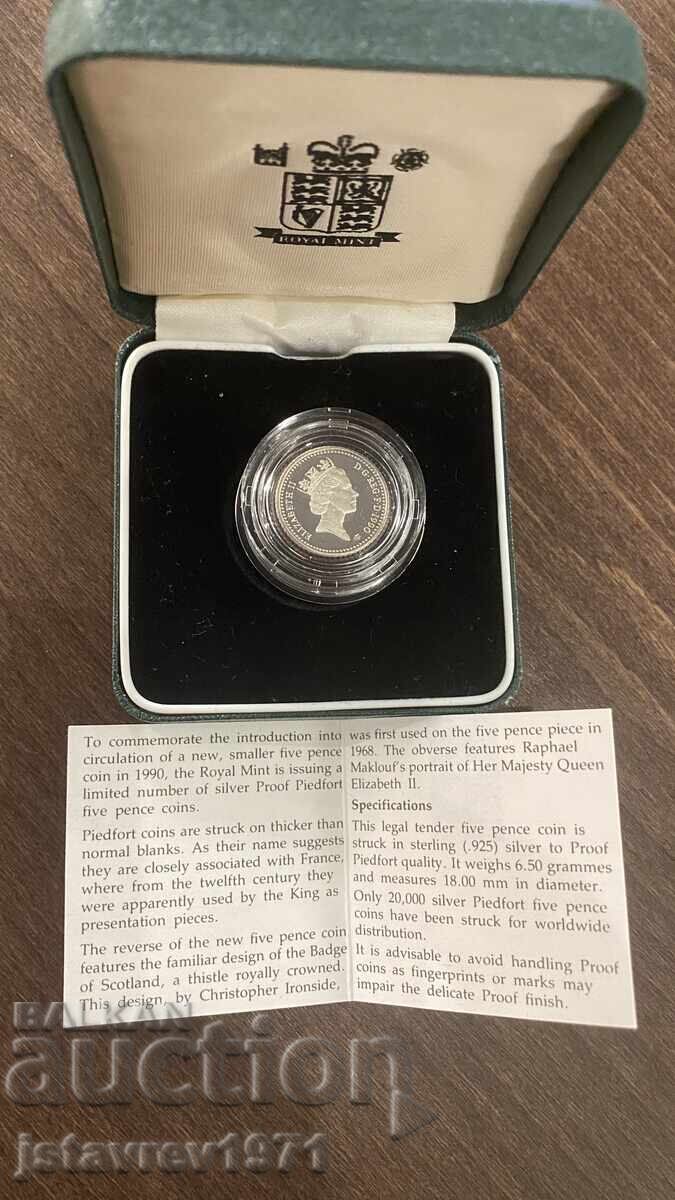 ROYAL MINT
ELIZABETH II
D·G·REG·F·D·1990
To commemorate the introduction into
circulation of a new, smaller five pence
coin in 1990, the Royal Mint is issuing a
limited number of silver Proof Piedfort
five pence coins.
Piedfort coins are struck on thicker than
normal blanks. As their name suggests
they are closely associated with France,
where from the twelfth century they
were apparently used by the King as
presentation pieces.
The reverse of the new five pence coin
features the familiar design of the Badge
of Scotland, a thistle royally crowned.
This design, by Christopher Ironside,
was first used on the five pence piece in
1968. The obverse features Raphael
Maklouf's portrait of Her Majesty Queen
Elizabeth II.
Specifications
This legal tender five pence coin is
struck in sterling (.925) silver to Proof
Piedfort quality. It weighs 6.50 grammes
and measures 18.00 mm in diameter.
Only 20,000 silver Piedfort five pence
coins have been struck for worldwide
distribution.
It is advisable to avoid handling Proof
coins as fingerprints or marks may
impair the delicate Proof finish.
BALKAN
auction
jstavrev1971